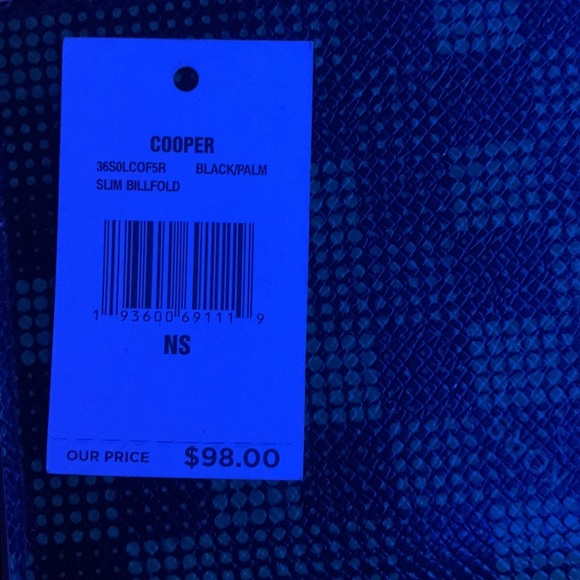 COOPER
36S0LCOF5R BLACK/PALM
SLIM BILLFOLD
1 93600 69111 9
NS
OUR PRICE $98.00